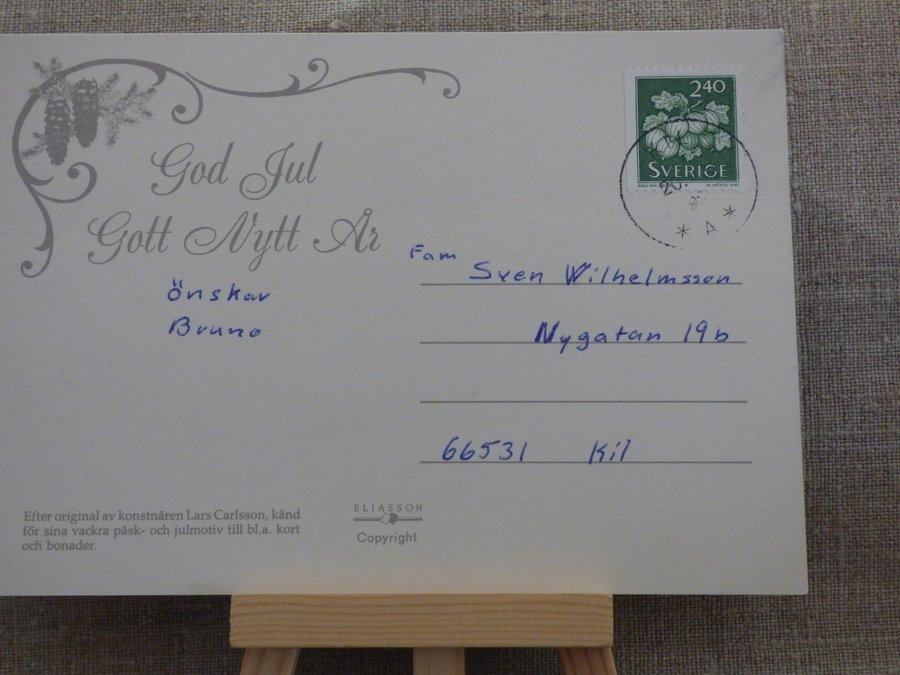 God Jul
Gott Nytt År
Önskar
Bruno
2.40
SVERIGE
Fam
Sven Wilhelmsson
Nygatan 19b
66531 Kil
Efter original av konstnären Lars Carlsson, känd
för sina vackra påsk- och julmotiv till bl.a. kort
och bonader.
ELIASSON
Copyright